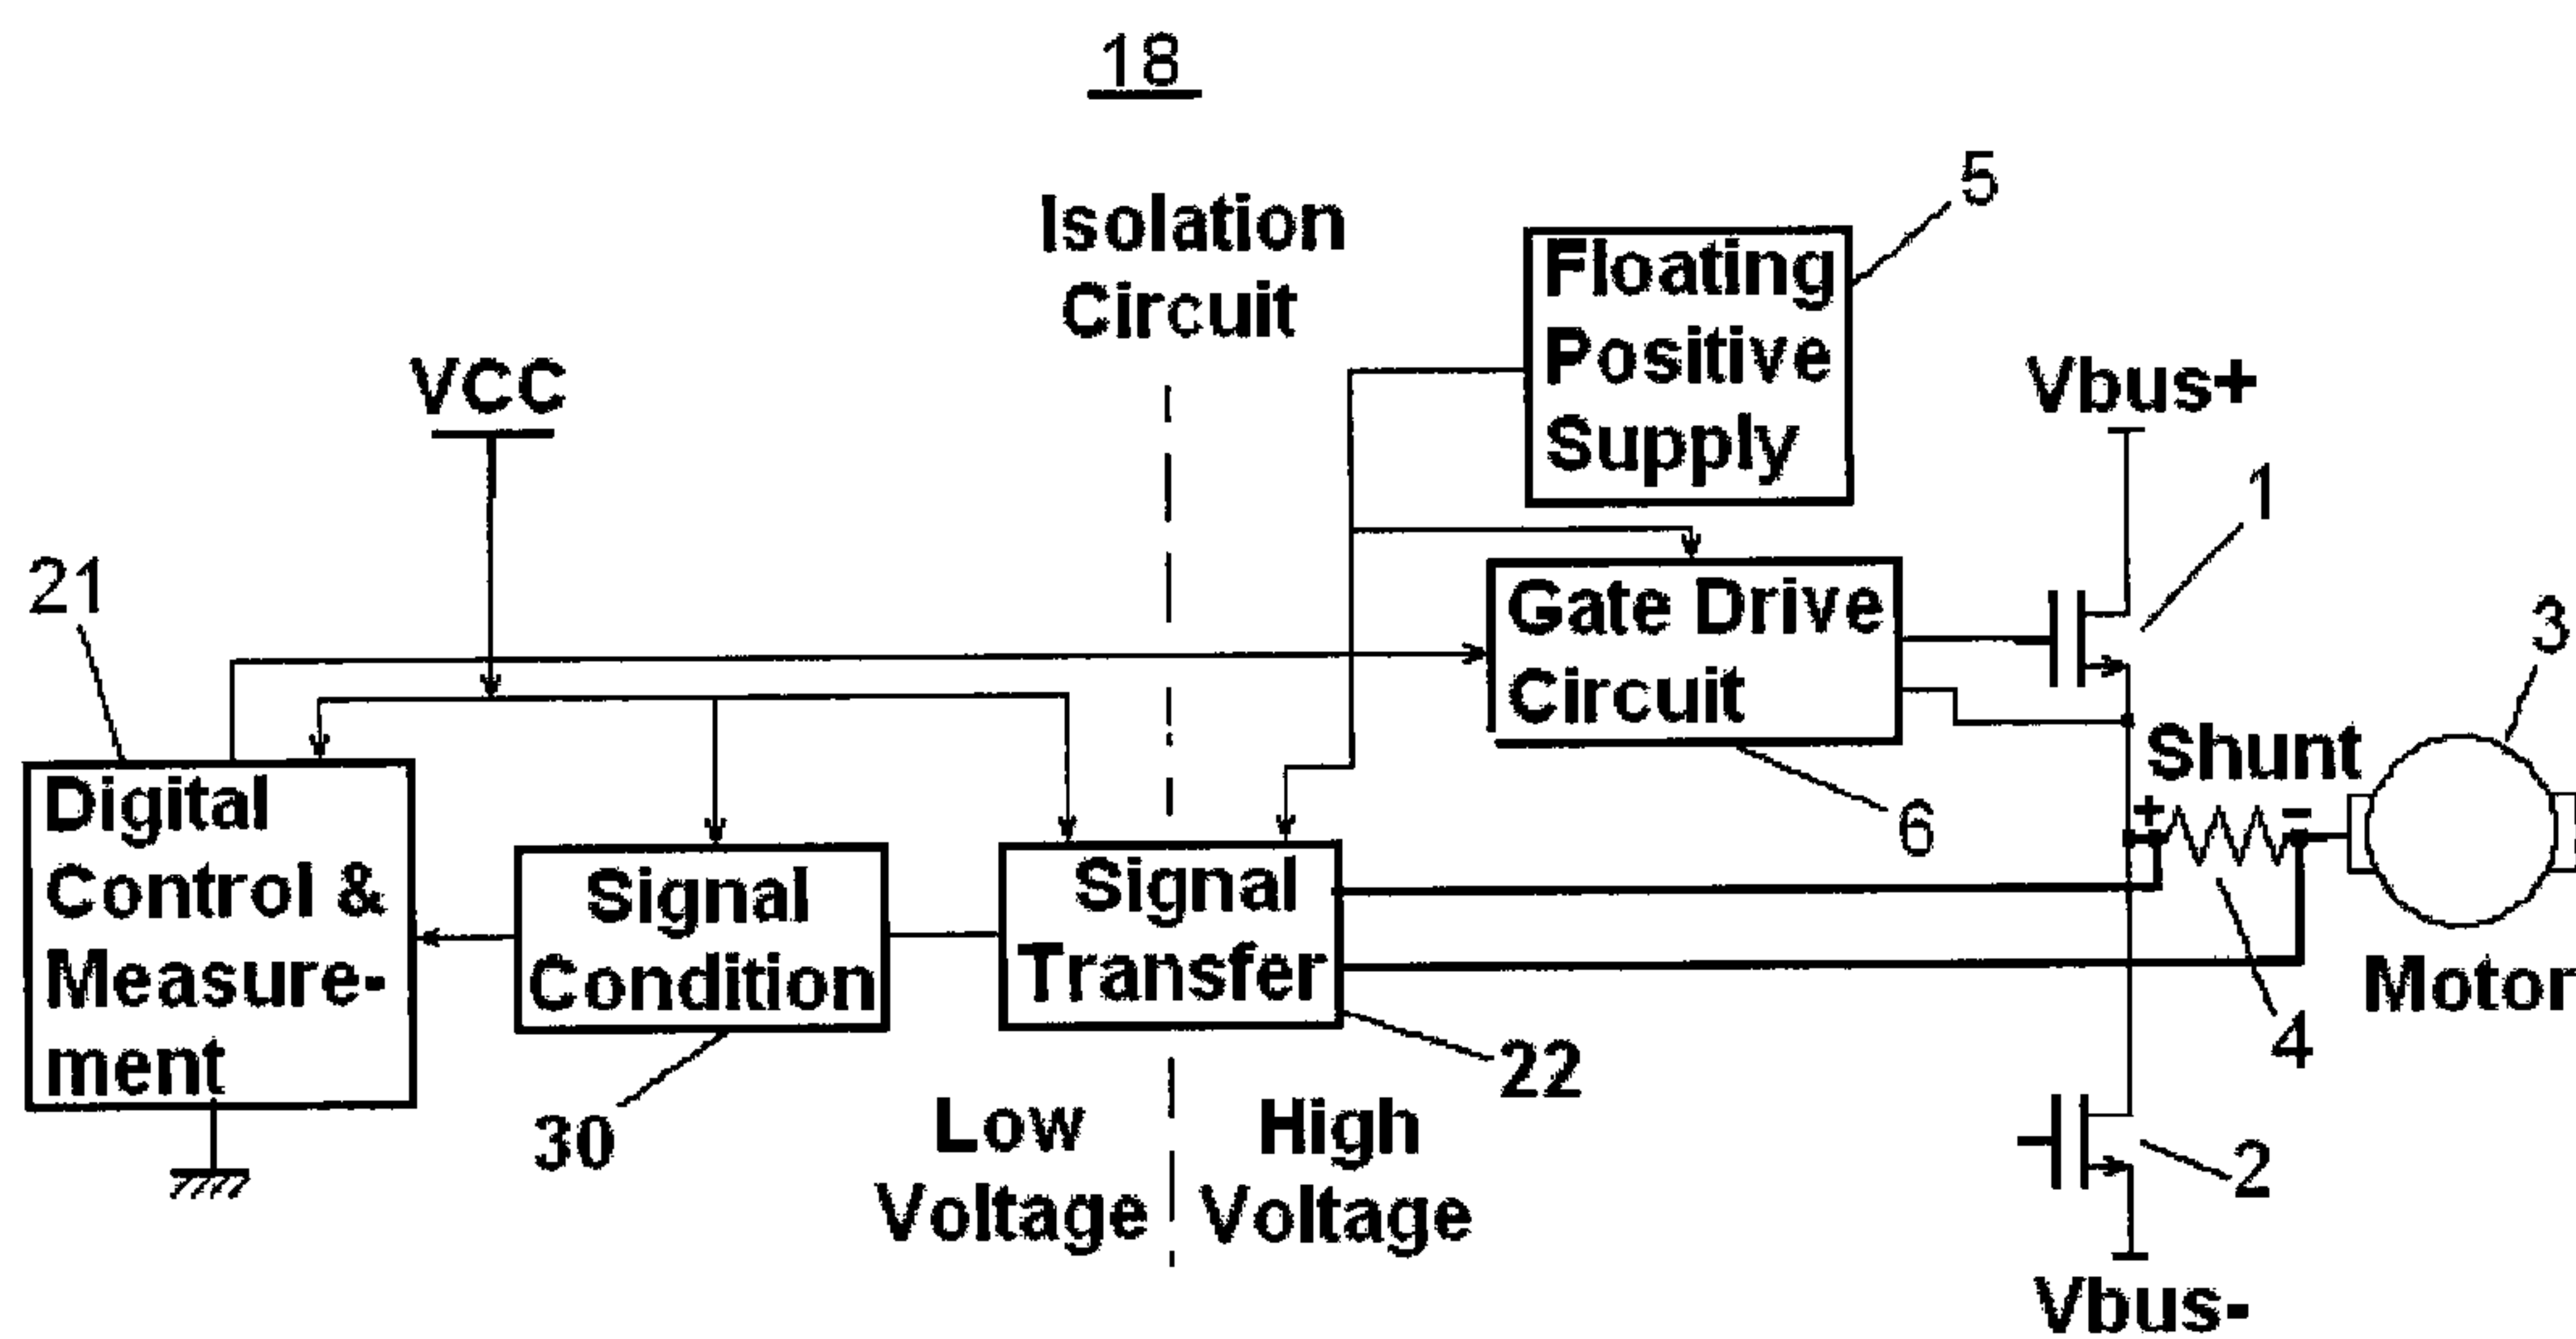 18
Isolation
Circuit
5
Floating
Positive
Supply
VCC
Vbus+
1
21
Gate Drive
Circuit
3
Shunt
+
-
6
Digital
Control &
Measure-
ment
Signal
Condition
Signal
Transfer
Motor
4
22
30
Low
Voltage
High
Voltage
2
Vbus-